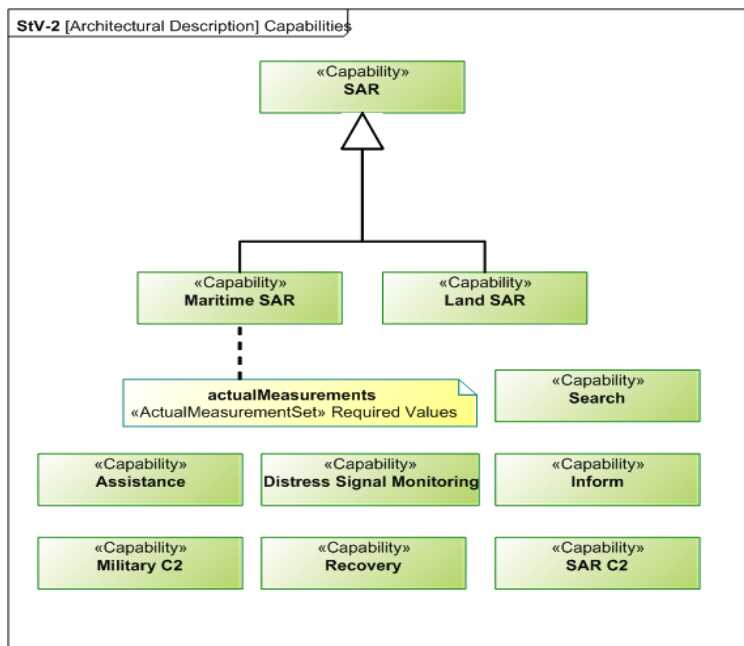 StV-2 [Architectural Description] Capabilities
«Capability»
SAR
«Capability»
Maritime SAR
«Capability»
Land SAR
actualMeasurements
«ActualMeasurementSet» Required Values
«Capability»
Search
«Capability»
Assistance
«Capability»
Distress Signal Monitoring
«Capability»
Inform
«Capability»
Military C2
«Capability»
Recovery
«Capability»
SAR C2